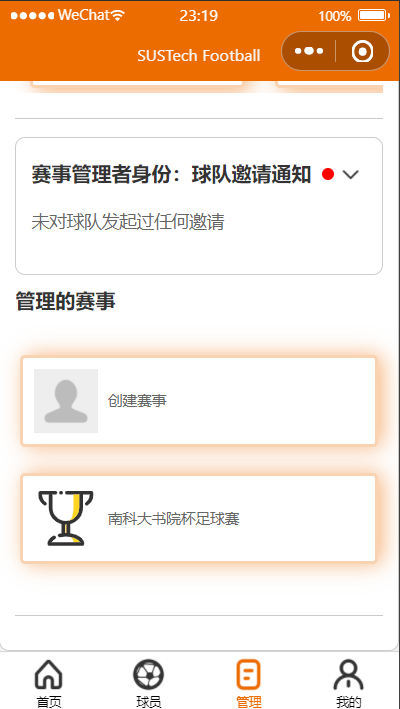 WeChat 23:19 100%
SUSTech Football
赛事管理者身份：球队邀请通知
未对球队发起过任何邀请
管理的赛事
创建赛事
南科大书院杯足球赛
首页 球员 管理 我的